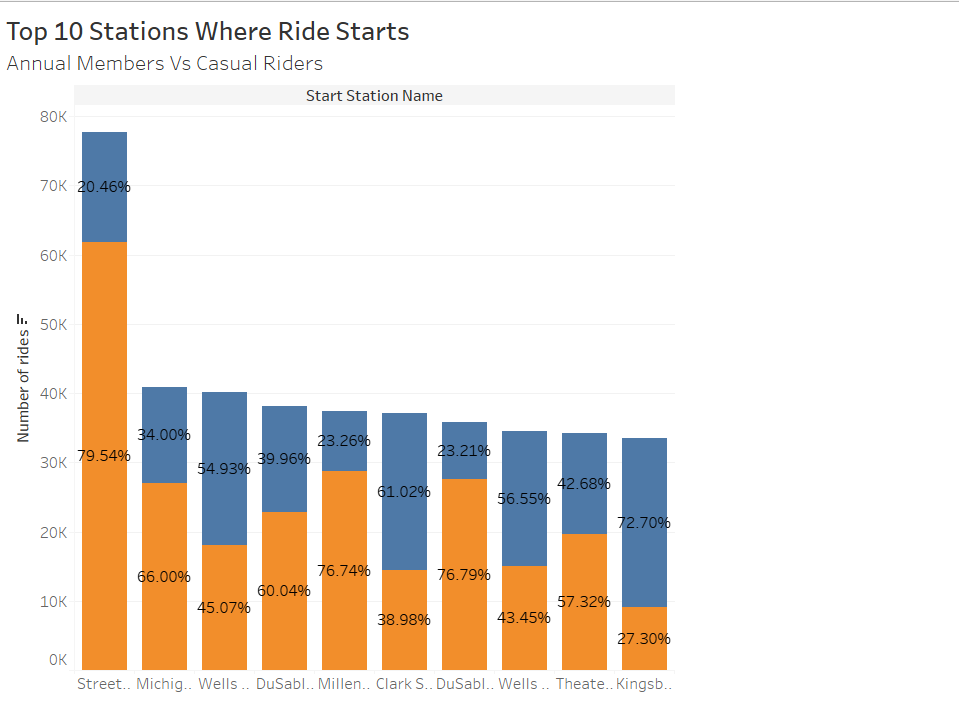 Top 10 Stations Where Ride Starts
Annual Members Vs Casual Riders
Start Station Name
80K
70K
60K
50K
40K
30K
20K
10K
0K
Number of rides
20.46%
79.54%
34.00%
66.00%
54.93%
45.07%
39.96%
60.04%
23.26%
76.74%
61.02%
38.98%
23.21%
76.79%
56.55%
43.45%
42.68%
57.32%
72.70%
27.30%
Street.. Michig.. Wells .. DuSabl.. Millen.. Clark S.. DuSabl.. Wells .. Theate.. Kingsb..